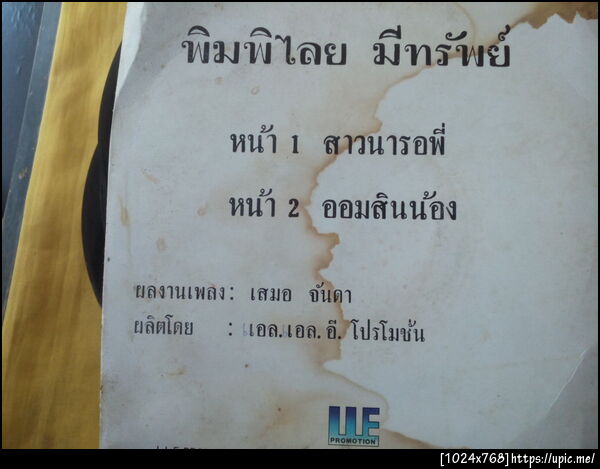 พิมพิไลย มีทรัพย์
หน้า 1 สาวนารอพี่
หน้า 2 ออมสินน้อง
ผลงานเพลง : เสมอ จันดา
ผลิตโดย : แอล.แอล.อี. โปรโมชั่น
LLE
PROMOTION
[1024x768]https://upic.me/